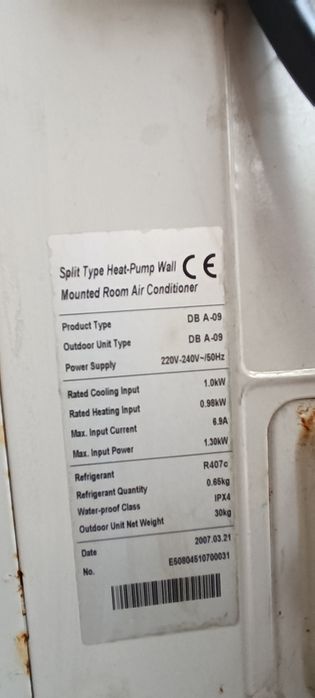 Split Type Heat-Pump Wall CE
Mounted Room Air Conditioner
Product Type DB A-09
Outdoor Unit Type DB A-09
Power Supply 220V-240V~/50Hz
Rated Cooling Input 1.0kW
Rated Heating Input 0.98kW
Max. Input Current 6.9A
Max. Input Power 1.30kW
Refrigerant R407c
Refrigerant Quantity 0.65kg
Water-proof Class IPX4
Outdoor Unit Net Weight 30kg
Date 2007.03.21
No. E50804510700031